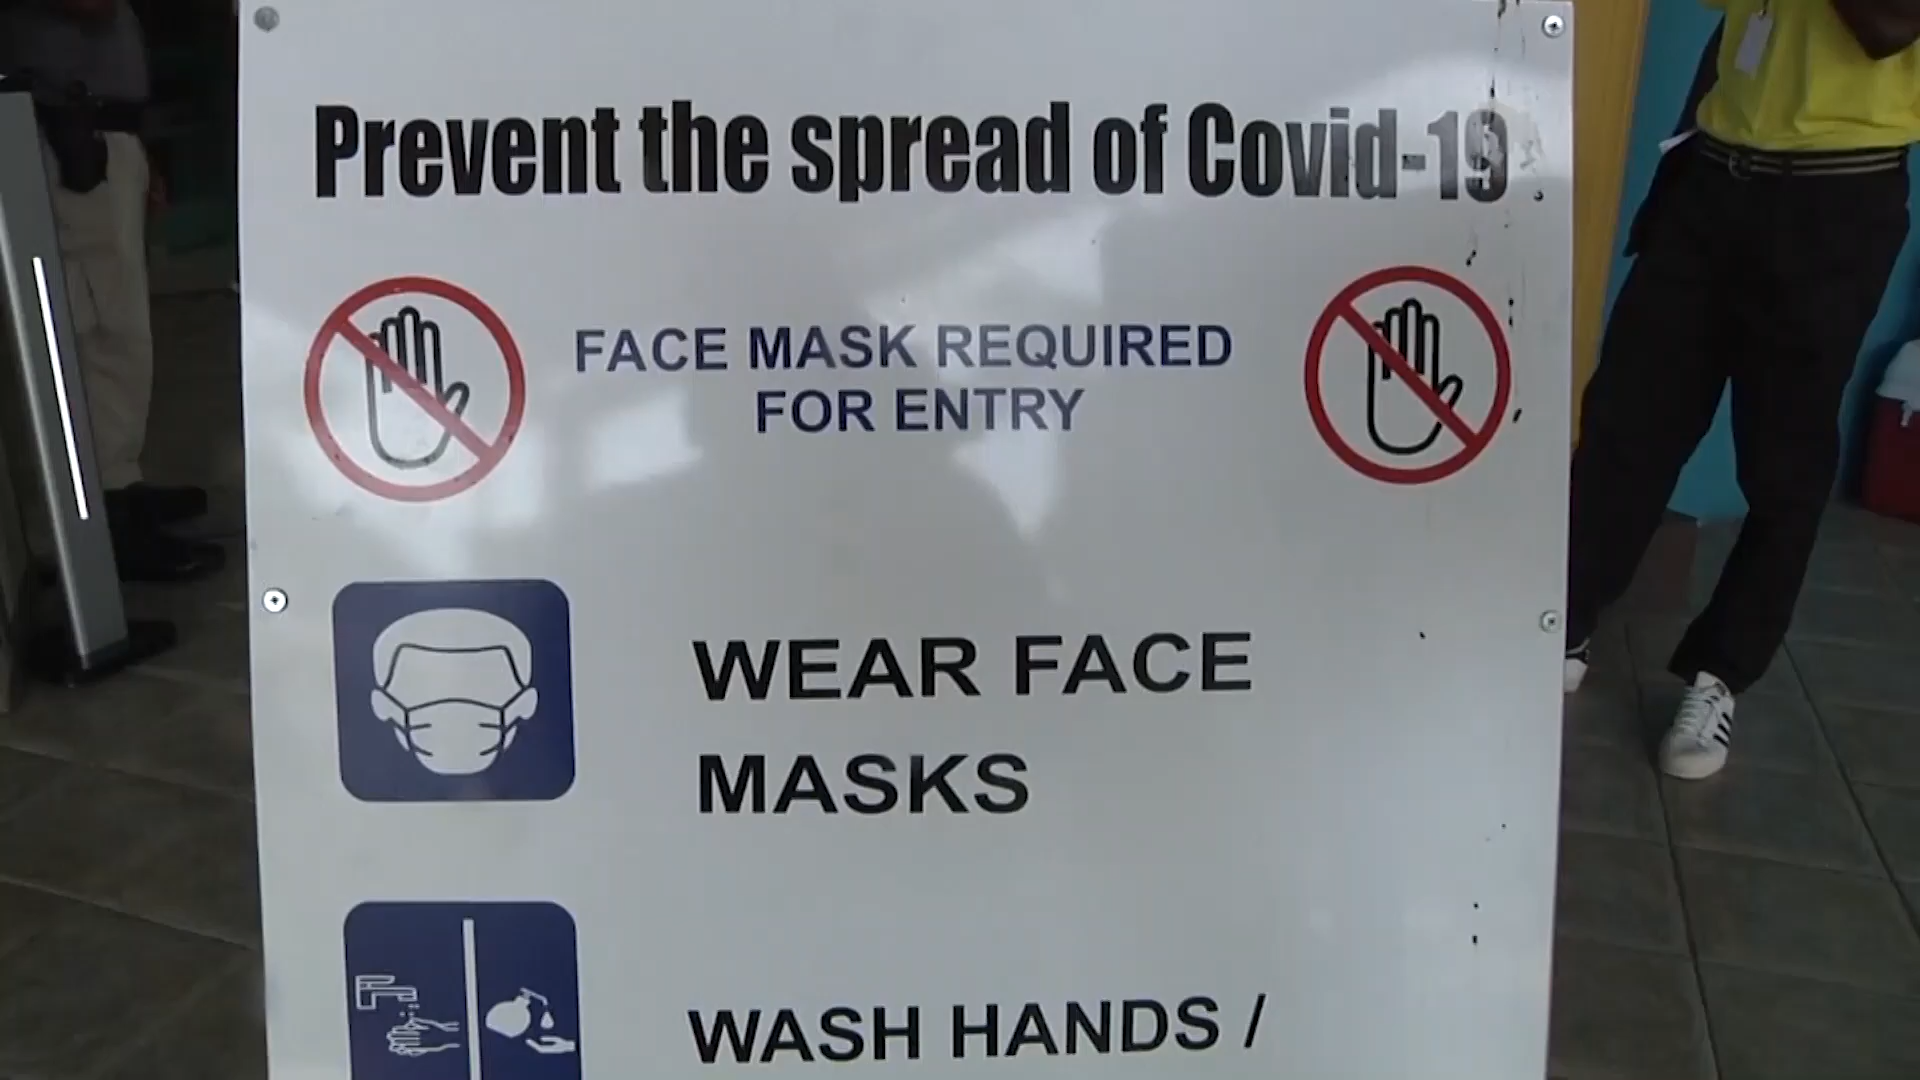 Prevent the spread of Covid-19
FACE MASK REQUIRED
FOR ENTRY
WEAR FACE
MASKS
WASH HANDS /